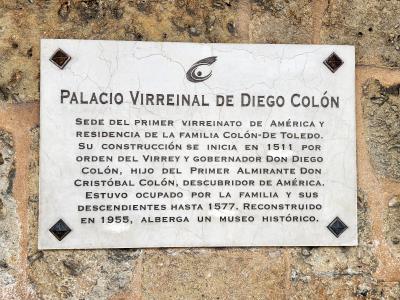 PALACIO VIRREINAL DE DIEGO COLÓN
SEDE DEL PRIMER VIRREINATO DE AMÉRICA Y
RESIDENCIA DE LA FAMILIA COLÓN-DE TOLEDO.
SU CONSTRUCCIÓN SE INICIA EN 1511 POR
ORDEN DEL VIRREY Y GOBERNADOR DON DIEGO
COLÓN, HIJO DEL PRIMER ALMIRANTE DON
CRISTÓBAL COLÓN, DESCUBRIDOR DE AMÉRICA.
ESTUVO OCUPADO POR LA FAMILIA Y SUS
DESCENDIENTES HASTA 1577. RECONSTRUIDO
EN 1955, ALBERGA UN MUSEO HISTÓRICO.